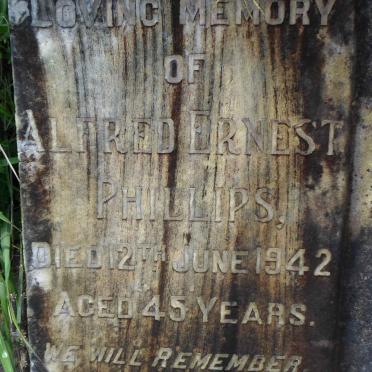 LOVING MEMORY
OF
ALFRED ERNEST
PHILLIPS,
DIED 12TH JUNE 1942
AGED 45 YEARS.
WE WILL REMEMBER